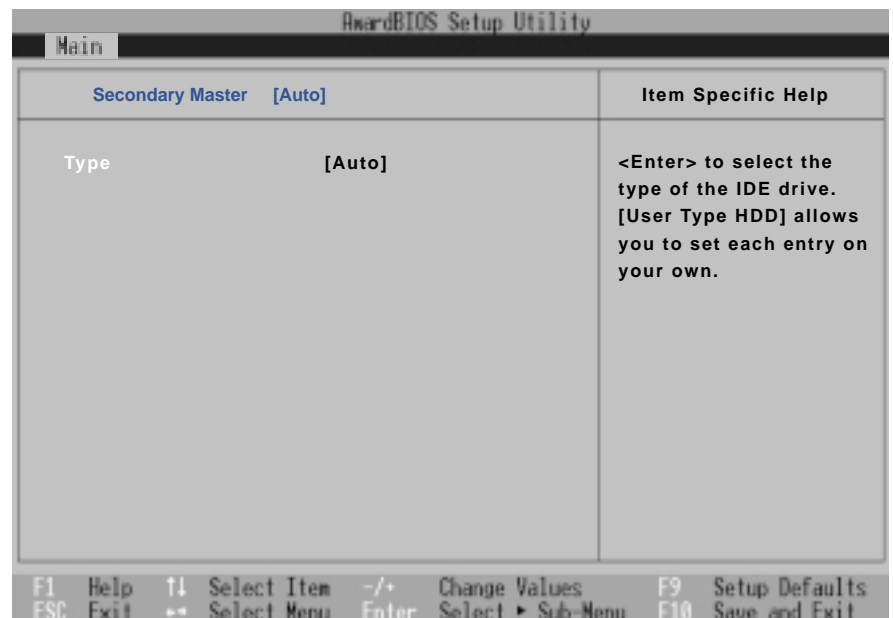 AwardBIOS Setup Utility
Main
Secondary Master [Auto]
Item Specific Help
Type [Auto]
<Enter> to select the
type of the IDE drive.
[User Type HDD] allows
you to set each entry on
your own.
F1 Help ↑↓ Select Item -/+ Change Values F9 Setup Defaults
ESC Exit ←→ Select Menu Enter Select ► Sub-Menu F10 Save and Exit